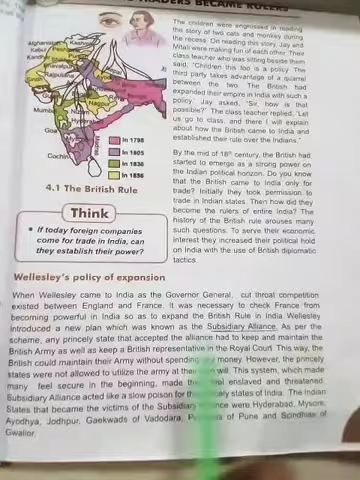 TRADERS BECAME RULERS
The children were engrossed in reading
the story of two cats and monkey during
the recess. On reading this story, Jay and
Mitali were making fun of each other. Their
class teacher who was sitting beside them
said, "Children this too is a policy. The
third party takes advantage of a quarrel
between the two. The British had
expanded their empire in India with such a
policy." Jay asked, "Sir, how is that
possible?" The class teacher replied, "Let
us go to class, and there I will explain
about how the British came to India and
established their rule over the Indians."
By the mid of 18th century, the British had
started to emerge as a strong power on
the Indian political horizon. Do you know
that the British came to India only for
trade? Initially they took permission to
trade in Indian states. Then how did they
become the rulers of entire India? The
history of the British rule arouses many
such questions. To serve their economic
interest they increased their political hold
on India with the use of British diplomatic
tactics.
Afghanistan
Kashmir
Kabul
Rajputana
Nagpur
Mumbai
Nizam
Hyderabad
Goa
Cochin
In 1798
In 1805
In 1836
In 1856
4.1 The British Rule
Think
• If today foreign companies
come for trade in India, can
they establish their power?
Wellesley's policy of expansion
When Wellesley came to India as the Governor General, cut throat competition
existed between England and France. It was necessary to check France from
becoming powerful in India so as to expand the British Rule in India Wellesley
introduced a new plan which was known as the Subsidiary Alliance. As per the
scheme, any princely state that accepted the alliance had to keep and maintain the
British Army as well as keep a British representative in the Royal Court. This way, the
British could maintain their Army without spending any money. However, the princely
states were not allowed to utilize the army at their own will. This system, which made
many feel secure in the beginning, made them feel enslaved and threatened.
Subsidiary Alliance acted like a slow poison for the princely states of India. The Indian
States that became the victims of the Subsidiary Alliance were Hyderabad, Mysore,
Ayodhya, Jodhpur, Gaekwads of Vadodara, of Pune and Scindhias of
Gwalior.